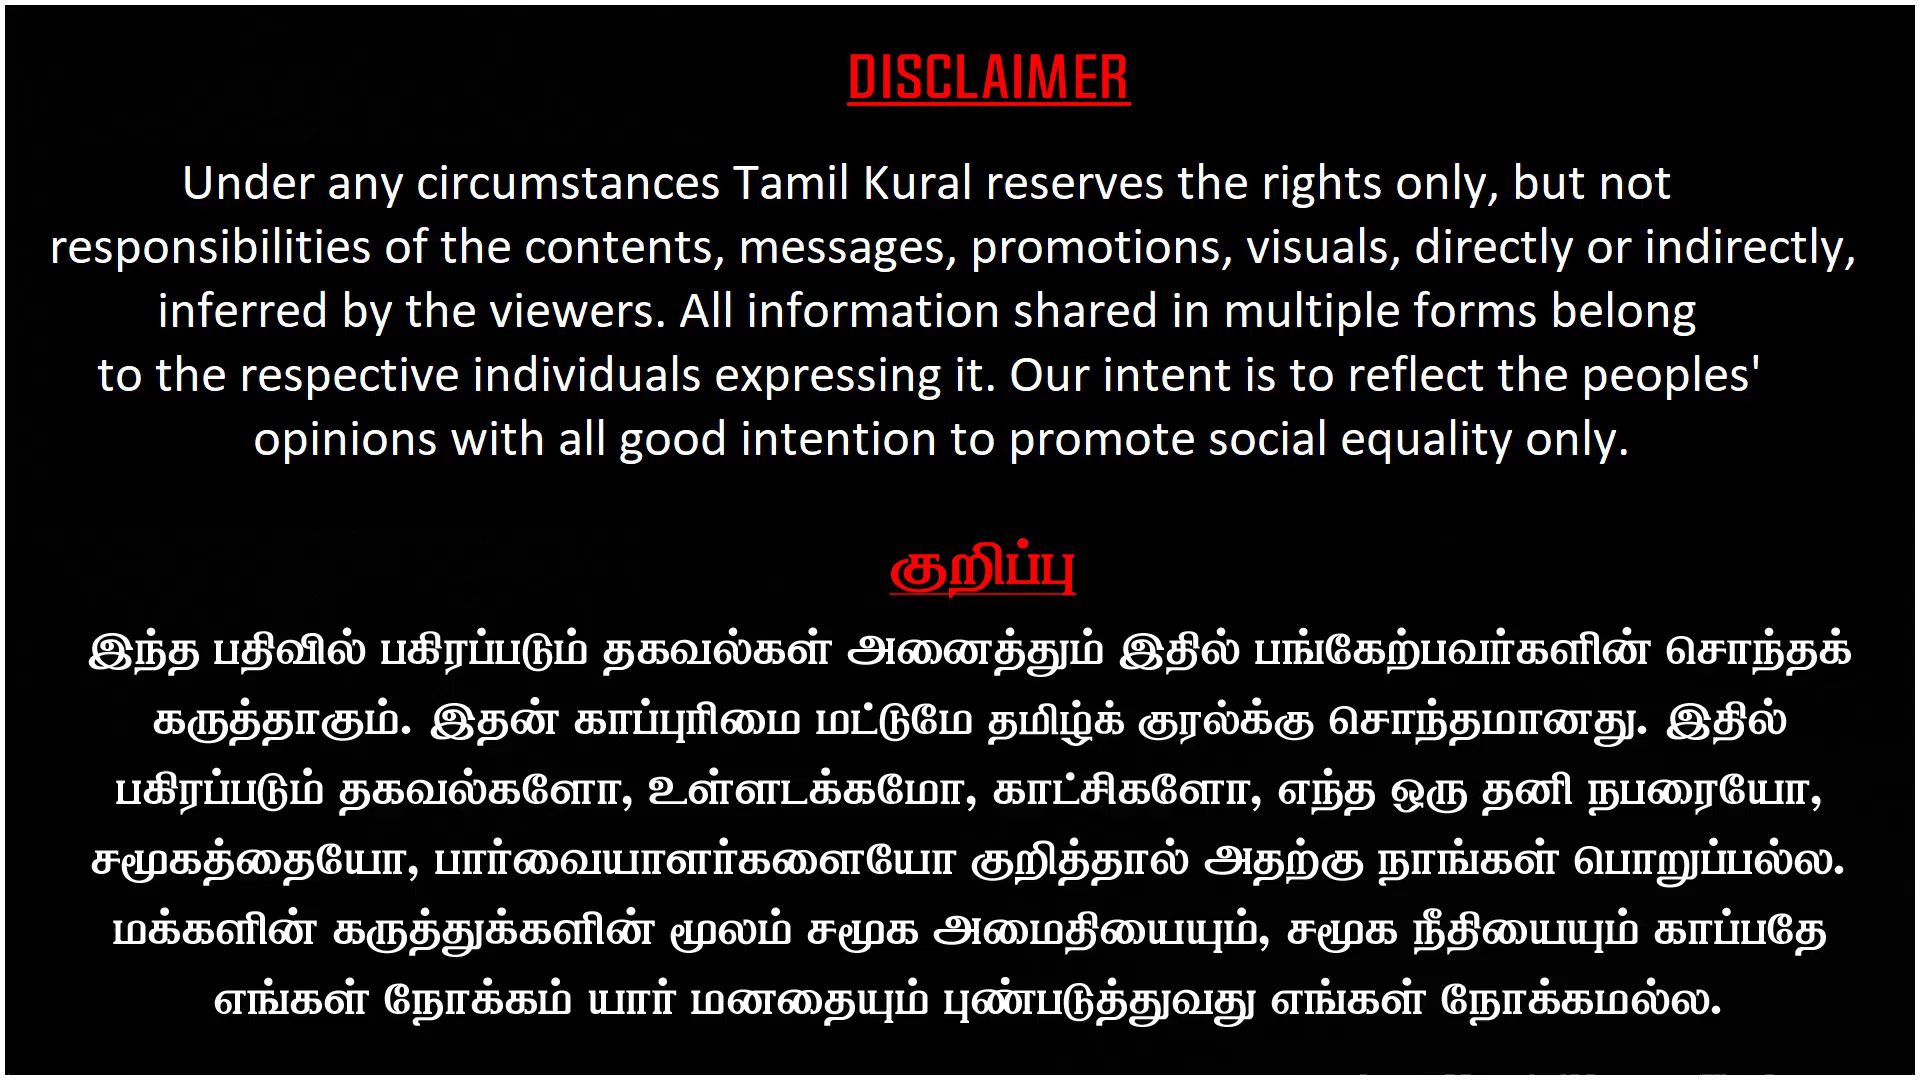 DISCLAIMER
Under any circumstances Tamil Kural reserves the rights only, but not
responsibilities of the contents, messages, promotions, visuals, directly or indirectly,
inferred by the viewers. All information shared in multiple forms belong
to the respective individuals expressing it. Our intent is to reflect the peoples'
opinions with all good intention to promote social equality only.
குறிப்பு
இந்த பதிவில் பகிரப்படும் தகவல்கள் அனைத்தும் இதில் பங்கேற்பவர்களின் சொந்தக்
கருத்தாகும். இதன் காப்புரிமை மட்டுமே தமிழ்க் குரல்க்கு சொந்தமானது. இதில்
பகிரப்படும் தகவல்களோ, உள்ளடக்கமோ, காட்சிகளோ, எந்த ஒரு தனி நபரையோ,
சமூகத்தையோ, பார்வையாளர்களையோ குறித்தால் அதற்கு நாங்கள் பொறுப்பல்ல.
மக்களின் கருத்துக்களின் மூலம் சமூக அமைதியையும், சமூக நீதியையும் காப்பதே
எங்கள் நோக்கம் யார் மனதையும் புண்படுத்துவது எங்கள் நோக்கமல்ல.